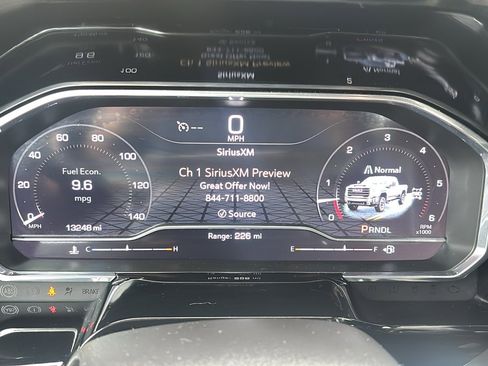 0
MPH
SiriusXM
Ch 1 SiriusXM Preview
Great Offer Now!
844-711-8800
Source
Range: 226 mi
0 20 40 60 80 100 120 140
MPH
Fuel Econ.
9.6
mpg
13248 mi
C H
0 1 2 3 4 5 6
Normal
PRNDL
RPM
x1000
E F
ABS
BRAKE